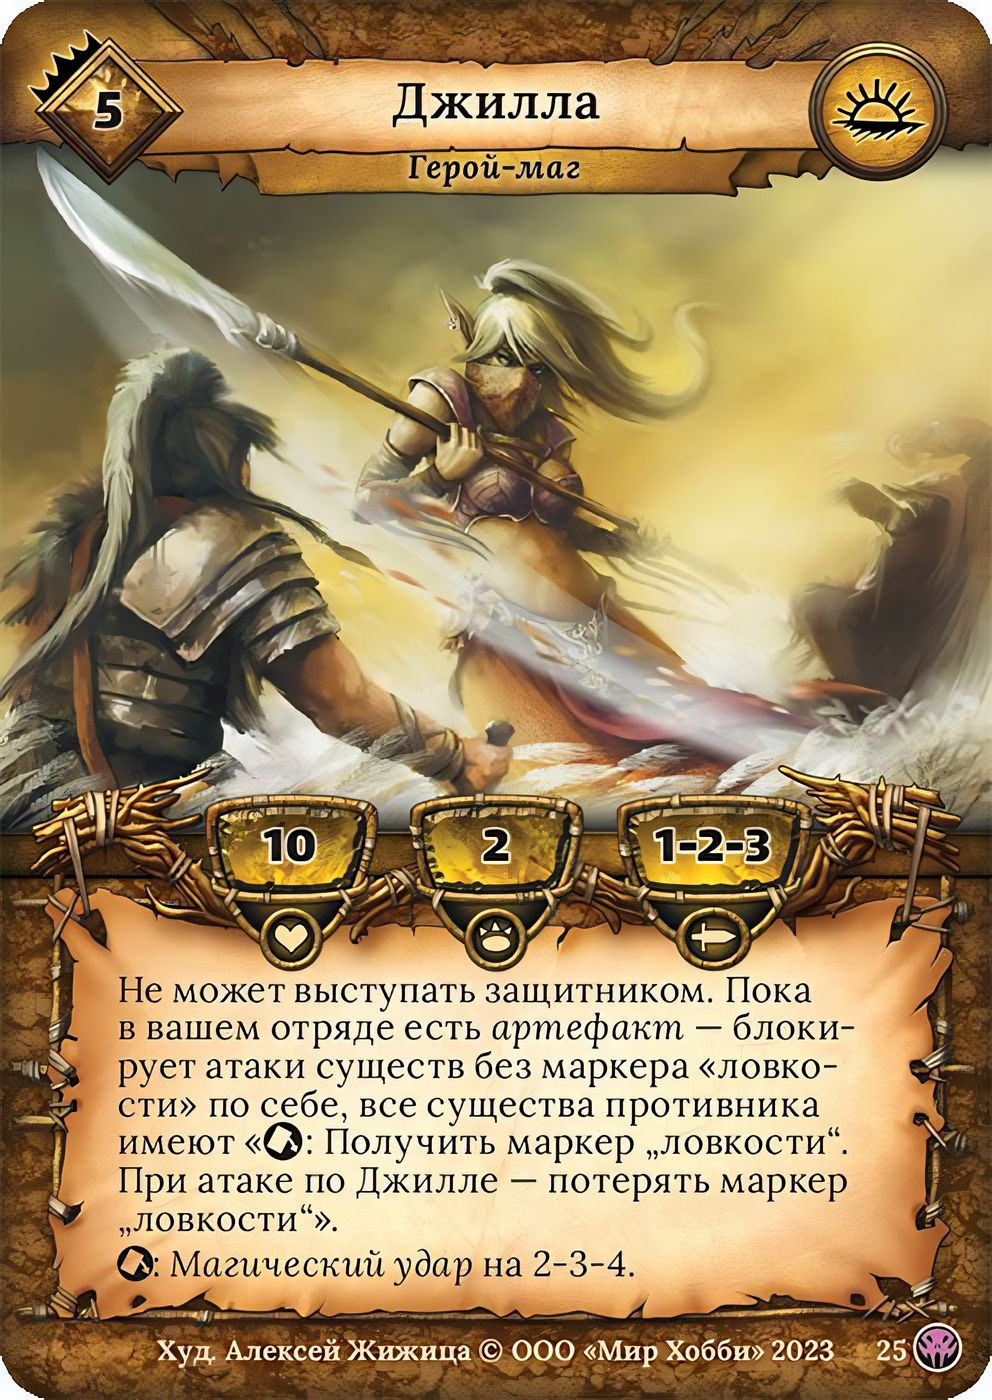 5
Джилла
Герой-маг
10
2
1-2-3
Не может выступать защитником. Пока
в вашем отряде есть артефакт — блоки-
рует атаки существ без маркера «ловко-
сти» по себе, все существа противника
имеют «: Получить маркер „ловкости“.
При атаке по Джилле — потерять маркер
„ловкости“».
: Магический удар на 2-3-4.
Худ. Алексей Жижица © ООО «Мир Хобби» 2023
25